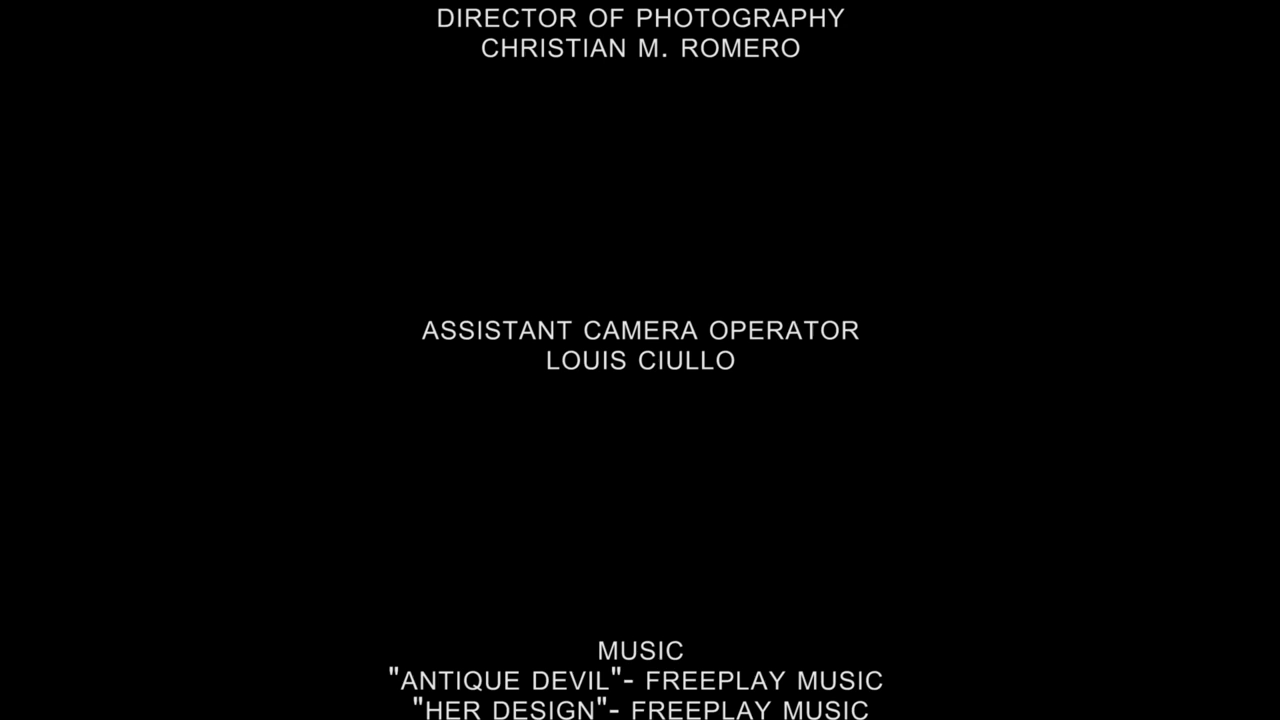 DIRECTOR OF PHOTOGRAPHY
CHRISTIAN M. ROMERO
ASSISTANT CAMERA OPERATOR
LOUIS CIULLO
MUSIC
"ANTIQUE DEVIL"- FREEPLAY MUSIC
"HER DESIGN"- FREEPLAY MUSIC